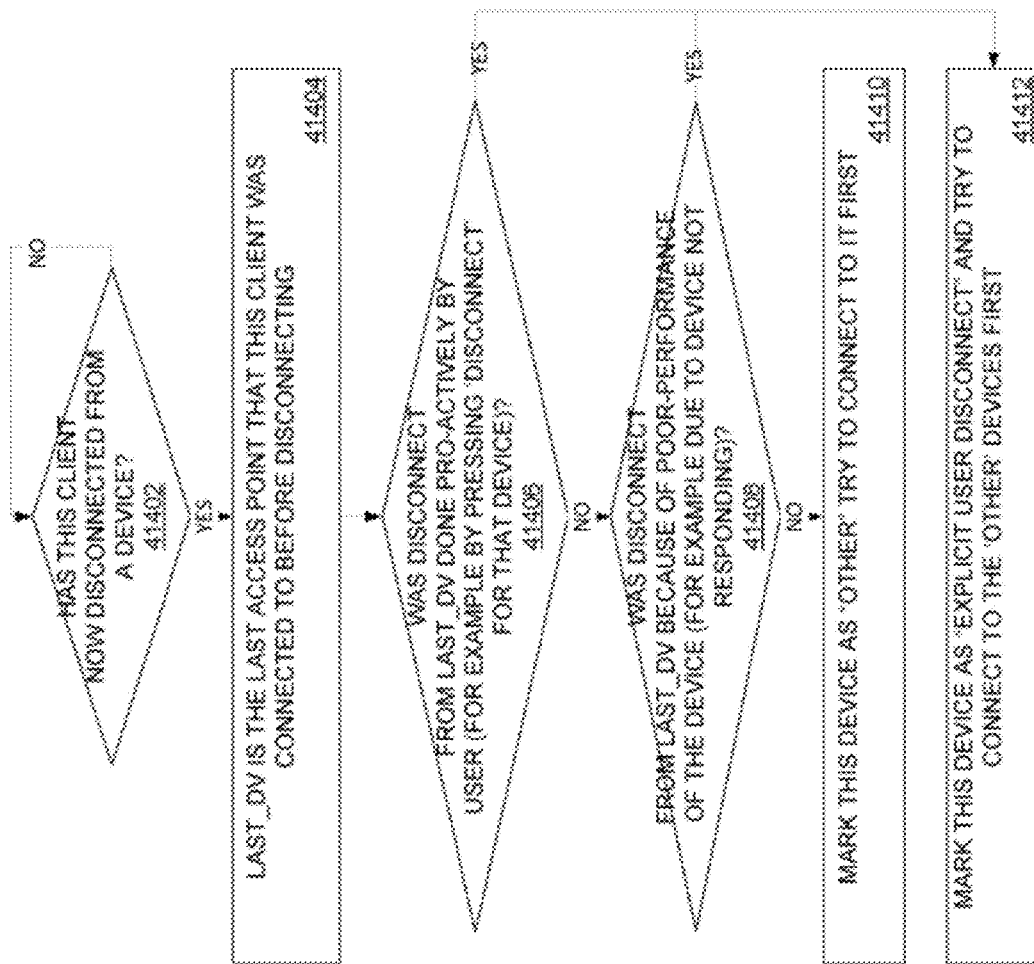 HAS THIS CLIENT
NOW DISCONNECTED FROM
A DEVICE?
41402
NO
YES
LAST_DV IS THE LAST ACCESS POINT THAT THIS CLIENT WAS
CONNECTED TO BEFORE DISCONNECTING
41404
WAS DISCONNECT
FROM LAST_DV DONE PRO-ACTIVELY BY
USER (FOR EXAMPLE BY PRESSING 'DISCONNECT'
FOR THAT DEVICE)?
41406
YES
NO
WAS DISCONNECT
FROM LAST_DV BECAUSE OF POOR-PERFORMANCE
OF THE DEVICE (FOR EXAMPLE DUE TO DEVICE NOT
RESPONDING)?
41408
YES
NO
MARK THIS DEVICE AS 'OTHER' TRY TO CONNECT TO IT FIRST
41410
MARK THIS DEVICE AS 'EXPLICIT USER DISCONNECT' AND TRY TO
CONNECT TO THE 'OTHER' DEVICES FIRST
41412